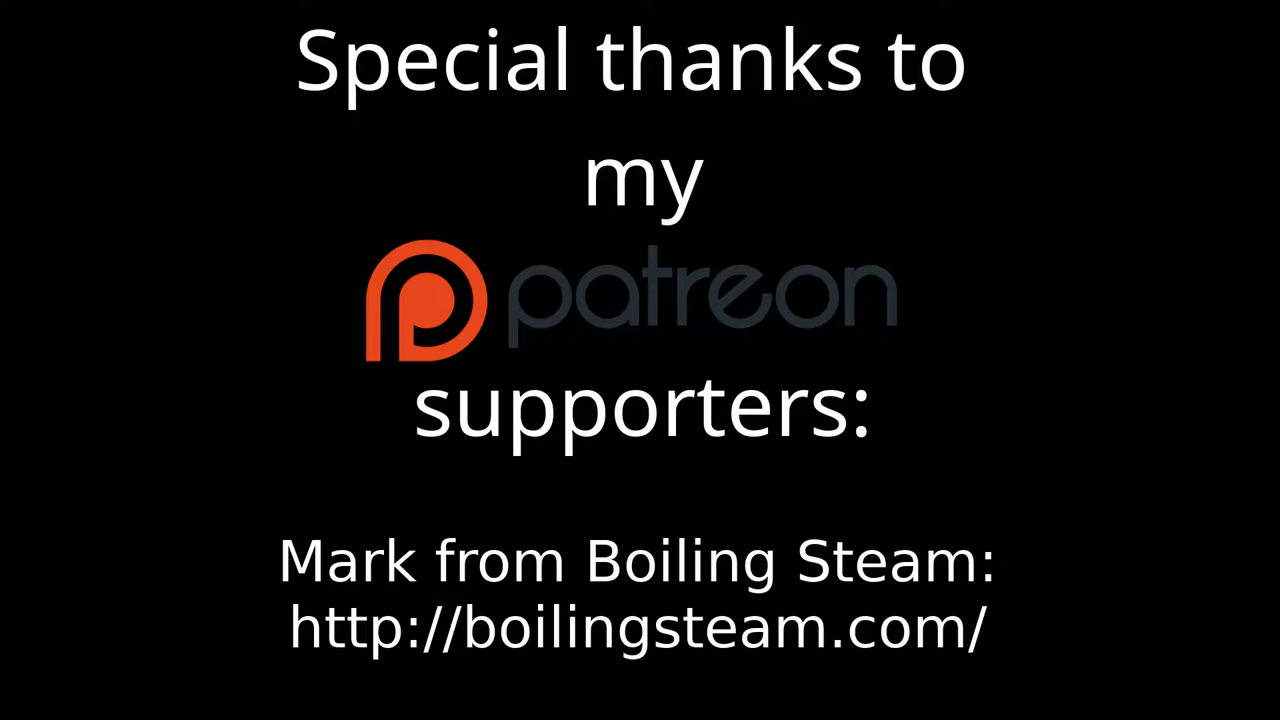 Special thanks to
my
patreon
supporters:
Mark from Boiling Steam:
http://boilingsteam.com/